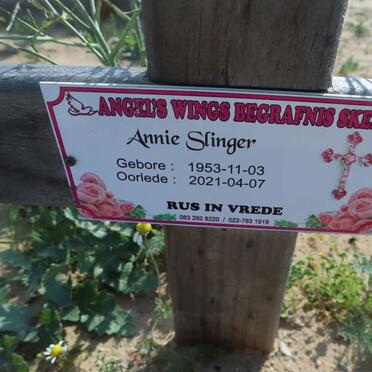 ANGEL'S WINGS BEGRAFNIS
Annie Slinger
Gebore : 1953-11-03
Oorlede : 2021-04-07
RUS IN VREDE
083 292 8220 / 022-783 1919